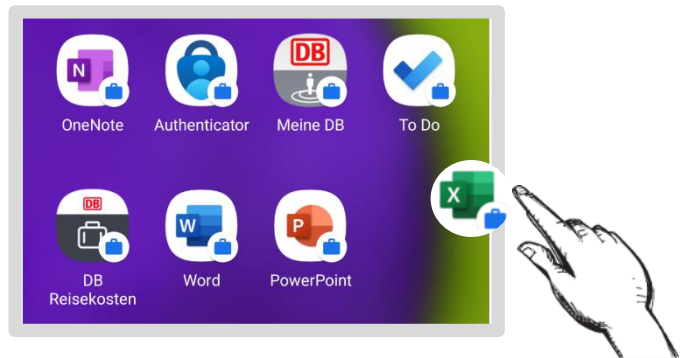 N
DB
OneNote
Authenticator
Meine DB
To Do
X
DB
W
P
DB
Reisekosten
Word
PowerPoint